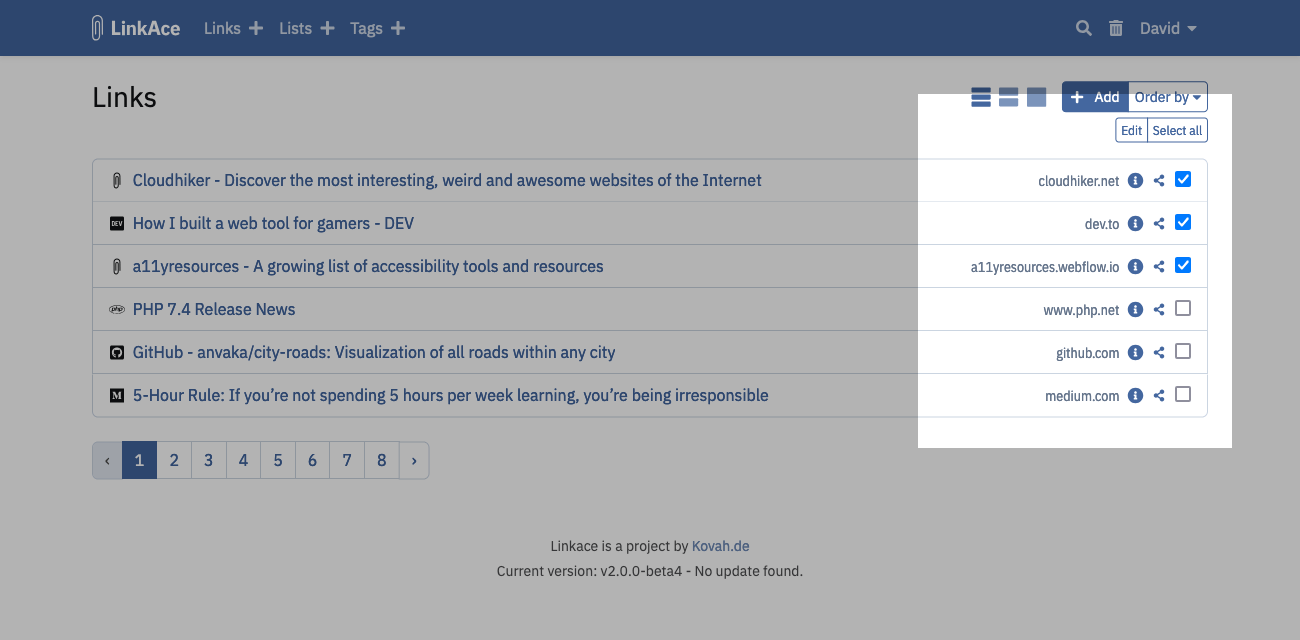 LinkAce Links Lists Tags David
Links Add Order by
Edit Select all
Cloudhiker - Discover the most interesting, weird and awesome websites of the Internet cloudhiker.net
DEV How I built a web tool for gamers - DEV dev.to
a11yresources - A growing list of accessibility tools and resources a11yresources.webflow.io
php PHP 7.4 Release News www.php.net
GitHub - anvaka/city-roads: Visualization of all roads within any city github.com
M 5-Hour Rule: If you’re not spending 5 hours per week learning, you’re being irresponsible medium.com
‹ 1 2 3 4 5 6 7 8 ›
Linkace is a project by Kovah.de
Current version: v2.0.0-beta4 - No update found.